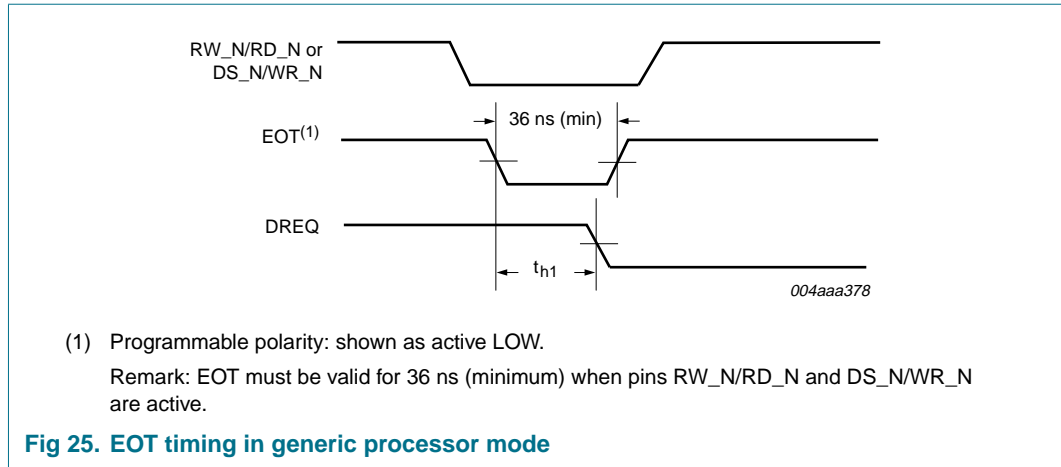 RW_N/RD_N or
DS_N/WR_N
36 ns (min)
EOT(1)
DREQ
th1
004aaa378
(1) Programmable polarity: shown as active LOW.
Remark: EOT must be valid for 36 ns (minimum) when pins RW_N/RD_N and DS_N/WR_N
are active.
Fig 25. EOT timing in generic processor mode